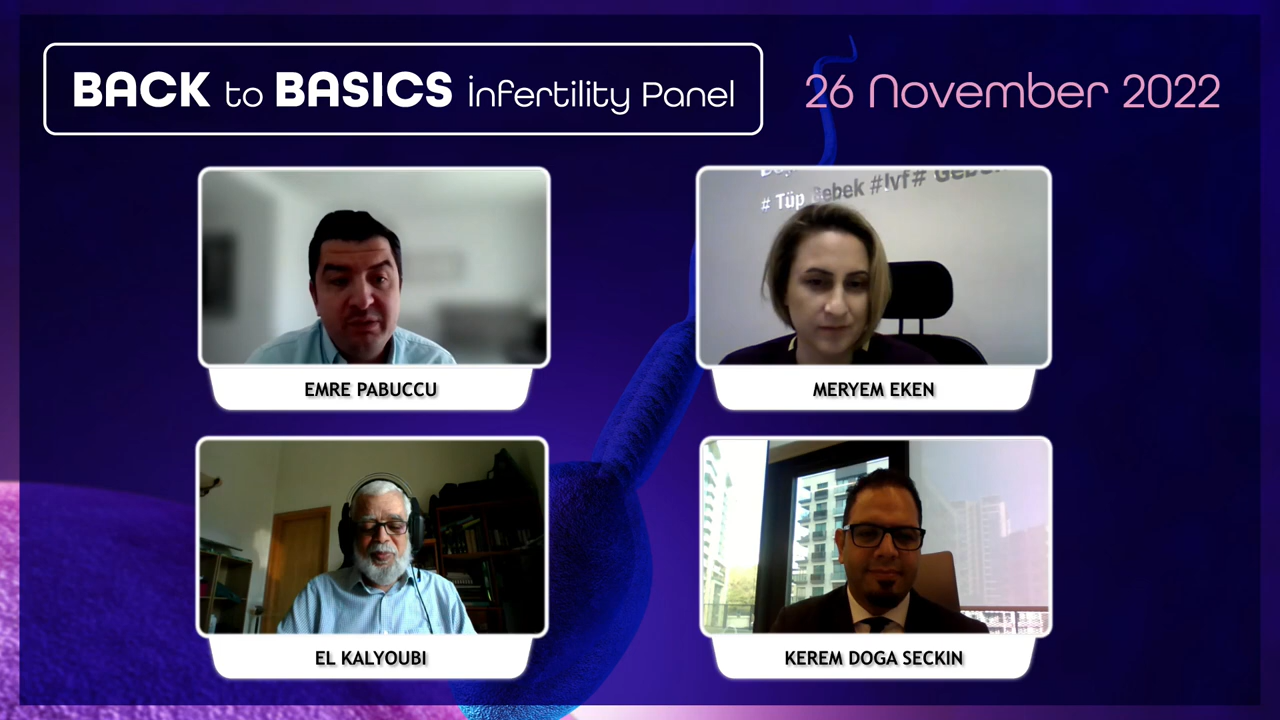 BACK to BASICS İnfertility Panel
26 November 2022
# Tüp Bebek #Ivf# Gebe
EMRE PABUCCU
MERYEM EKEN
EL KALYOUBI
KEREM DOGA SECKIN